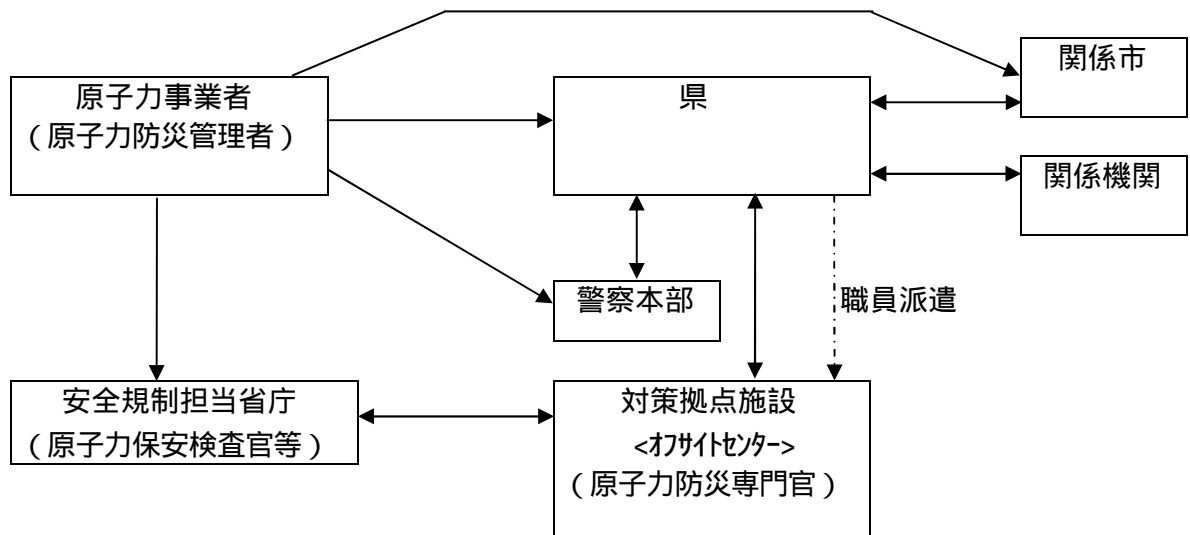 関係市
原子力事業者
（原子力防災管理者）
県
関係機関
警察本部
職員派遣
安全規制担当省庁
（原子力保安検査官等）
対策拠点施設
<ｵﾌｻｲﾄｾﾝﾀｰ>
（原子力防災専門官）